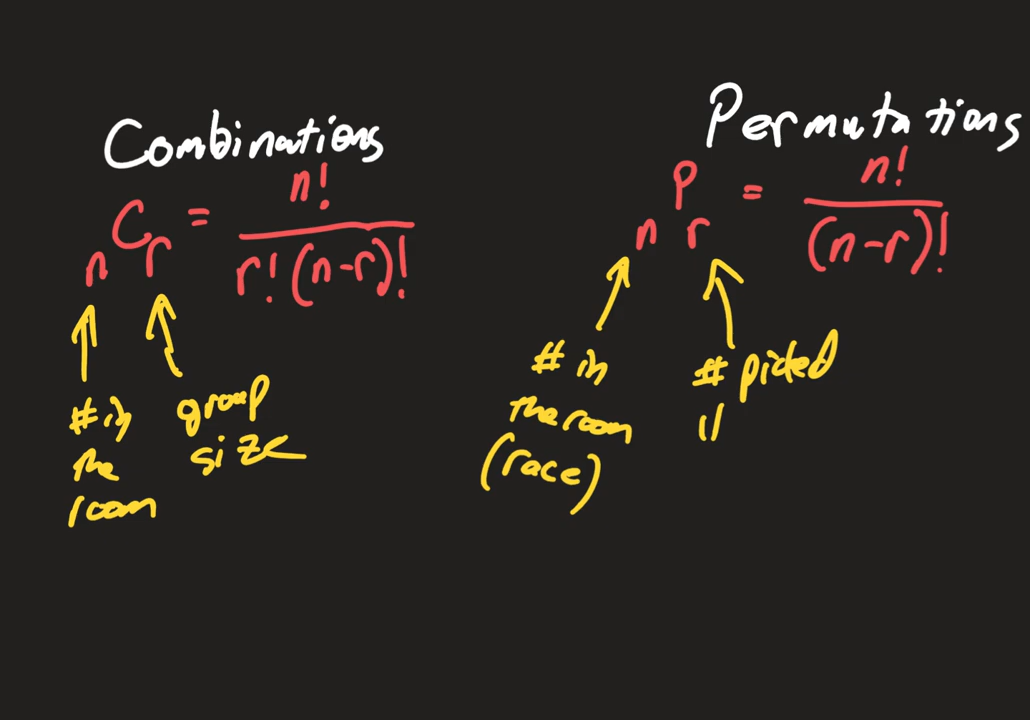 Combinations
nCr = n! / r!(n-r)!
# in
the
room
group
size
Permutations
nPr = n! / (n-r)!
# in
the room
(race)
# picked